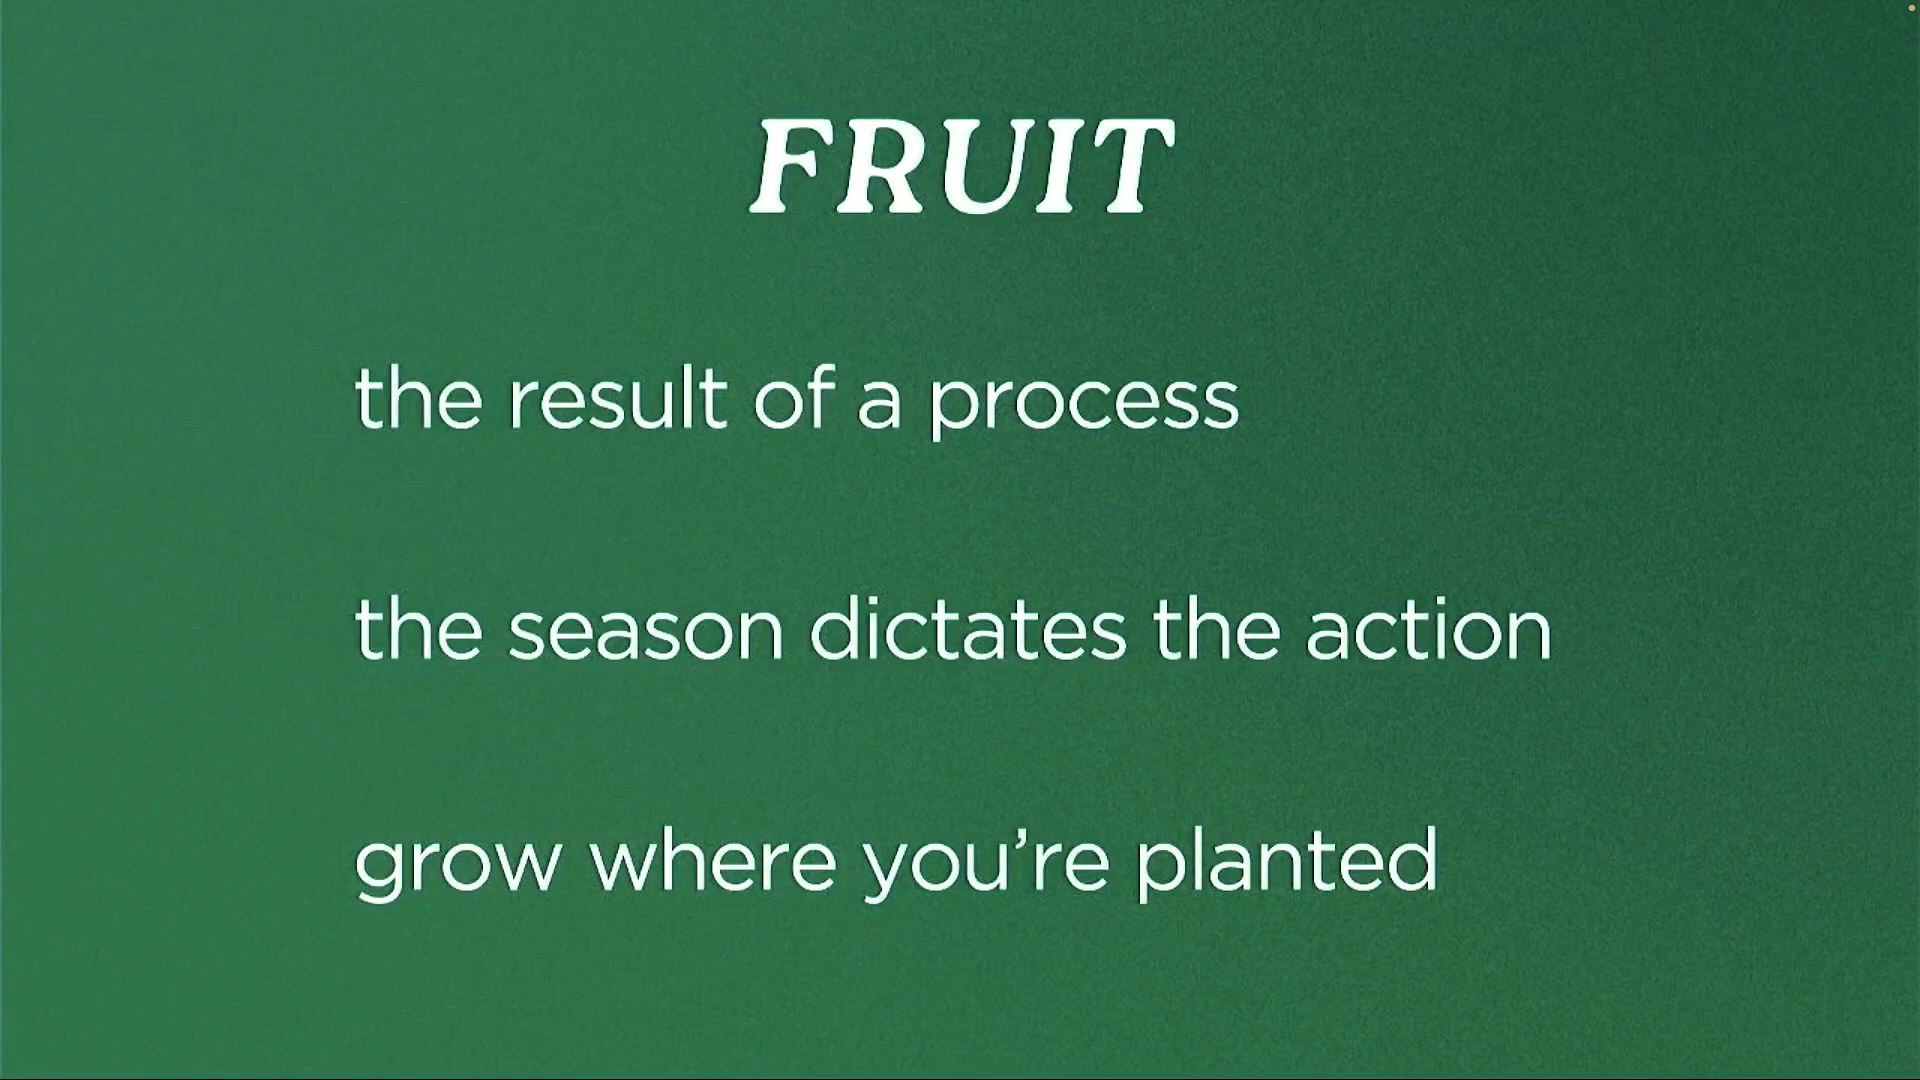 FRUIT
the result of a process
the season dictates the action
grow where you’re planted